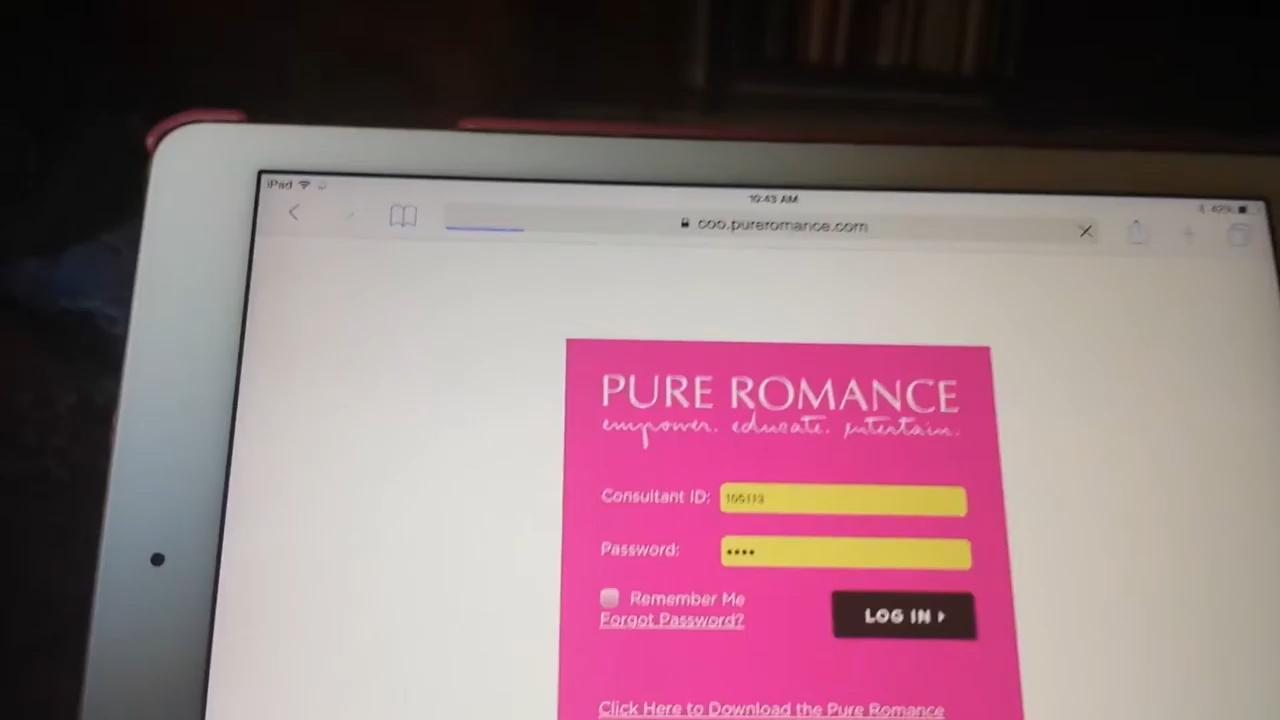 iPad
10:43 AM
42%
coo.pureromance.com
PURE ROMANCE
empower. educate. entertain.
Consultant ID:
Password: ••••
Remember Me
Forgot Password?
LOG IN
Click Here to Download the Pure Romance